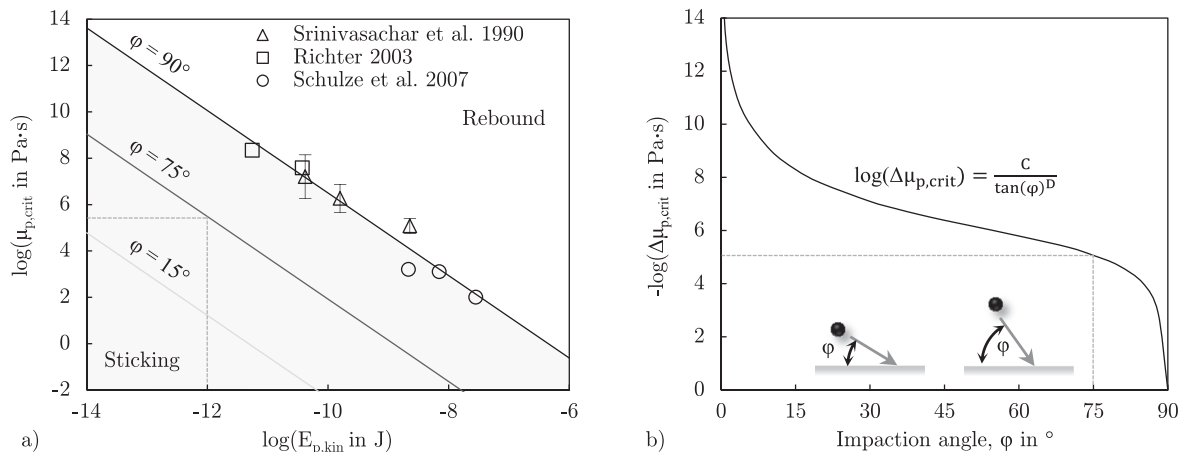 14
12
10
8
6
4
2
0
-2
log(μp,crit in Pa·s)
φ = 90°
φ = 75°
φ = 15°
Srinivasachar et al. 1990
Richter 2003
Schulze et al. 2007
Rebound
Sticking
-14 -12 -10 -8 -6
a) log(Ep,kin in J)
14
12
10
8
6
4
2
0
-log(Δμp,crit in Pa·s)
log(Δμp,crit) = C / tan(φ)^D
φ φ
0 15 30 45 60 75 90
b) Impaction angle, φ in °